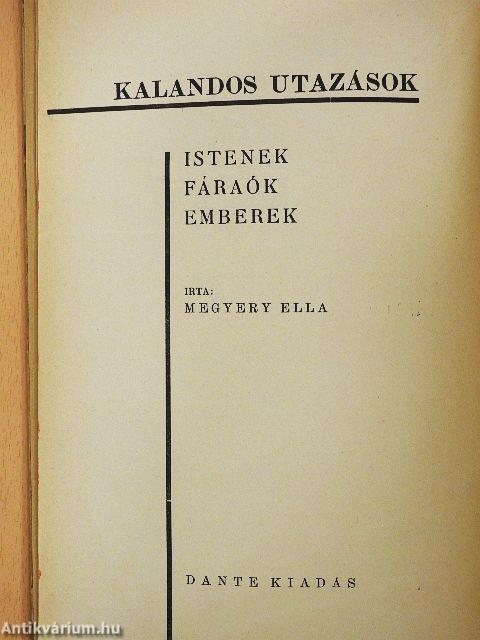 KALANDOS UTAZÁSOK
ISTENEK
FÁRAÓK
EMBEREK
IRTA:
MEGYERY ELLA
DANTE KIADÁS
Antikvárium.hu